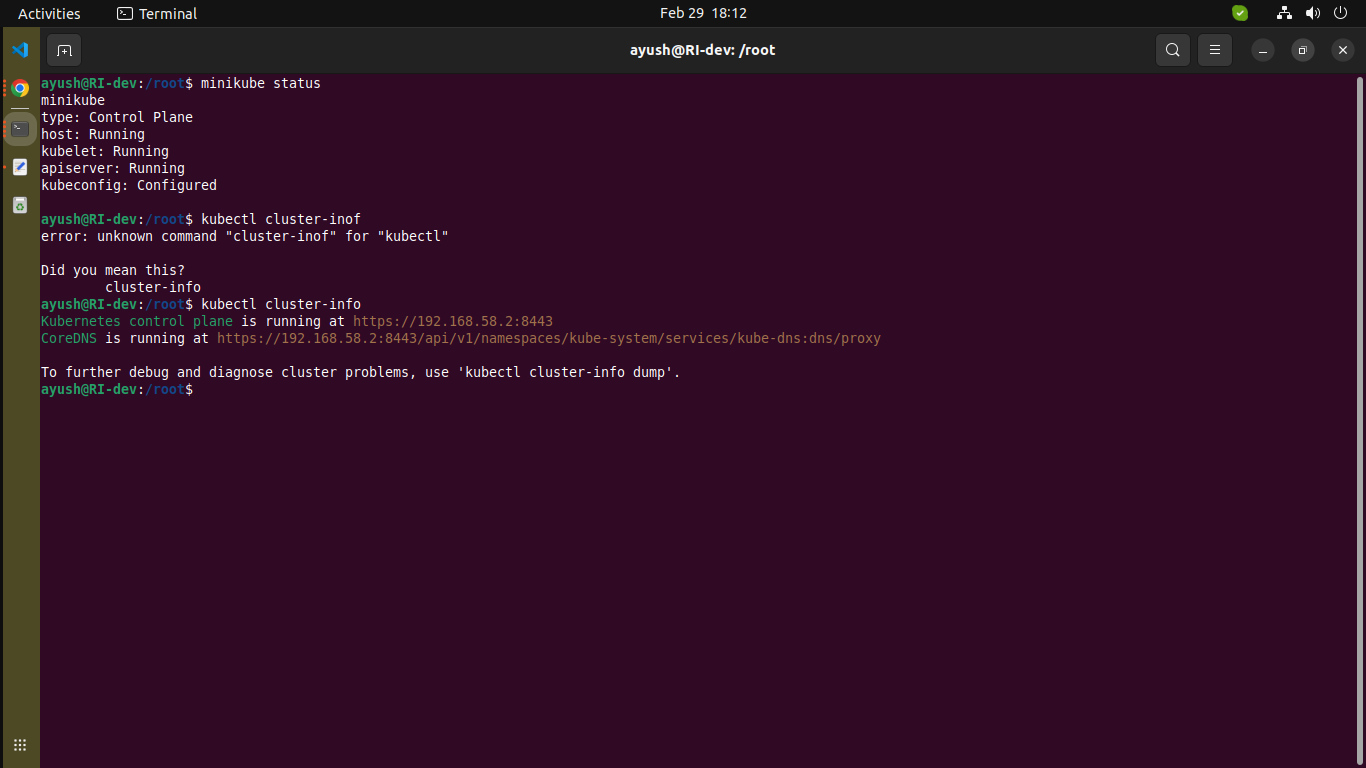 Activities
Terminal
Feb 29 18:12
ayush@RI-dev: /root
ayush@RI-dev:/root$ minikube status
minikube
type: Control Plane
host: Running
kubelet: Running
apiserver: Running
kubeconfig: Configured
ayush@RI-dev:/root$ kubectl cluster-inof
error: unknown command "cluster-inof" for "kubectl"
Did you mean this?
cluster-info
ayush@RI-dev:/root$ kubectl cluster-info
Kubernetes control plane is running at https://192.168.58.2:8443
CoreDNS is running at https://192.168.58.2:8443/api/v1/namespaces/kube-system/services/kube-dns:dns/proxy
To further debug and diagnose cluster problems, use 'kubectl cluster-info dump'.
ayush@RI-dev:/root$